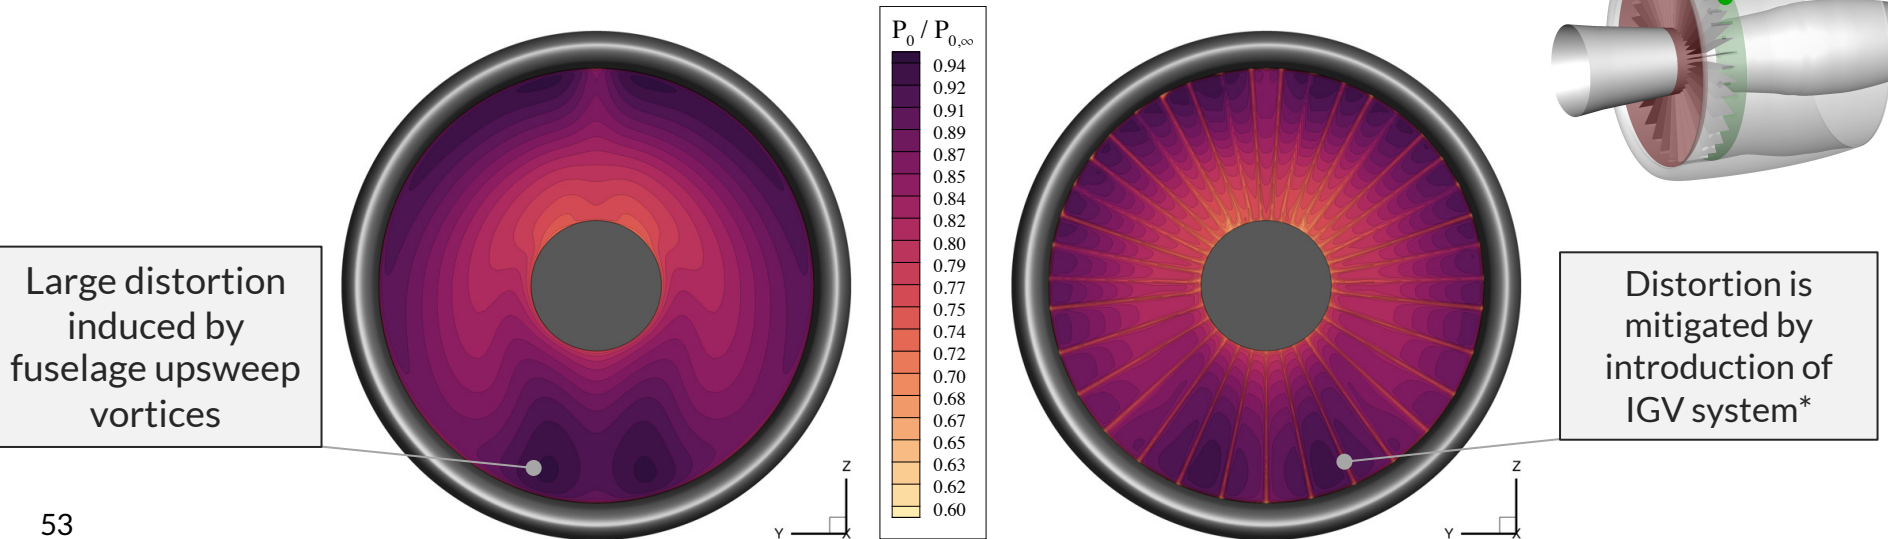 Large distortion
induced by
fuselage upsweep
vortices
53
Z
Y
X
P₀ / P₀,∞
0.94
0.92
0.91
0.89
0.87
0.85
0.84
0.82
0.80
0.79
0.77
0.75
0.74
0.72
0.70
0.68
0.67
0.65
0.63
0.62
0.60
Distortion is
mitigated by
introduction of
IGV system*
Z
Y
X